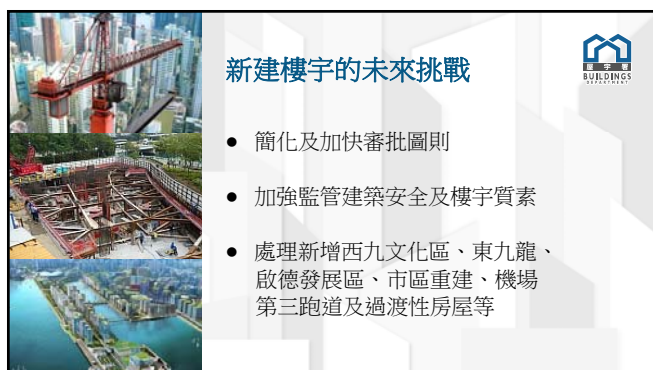 新建樓宇的未來挑戰
屋宇署
BUILDINGS
DEPARTMENT
● 簡化及加快審批圖則
● 加強監管建築安全及樓宇質素
● 處理新增西九文化區、東九龍、
啟德發展區、市區重建、機場
第三跑道及過渡性房屋等